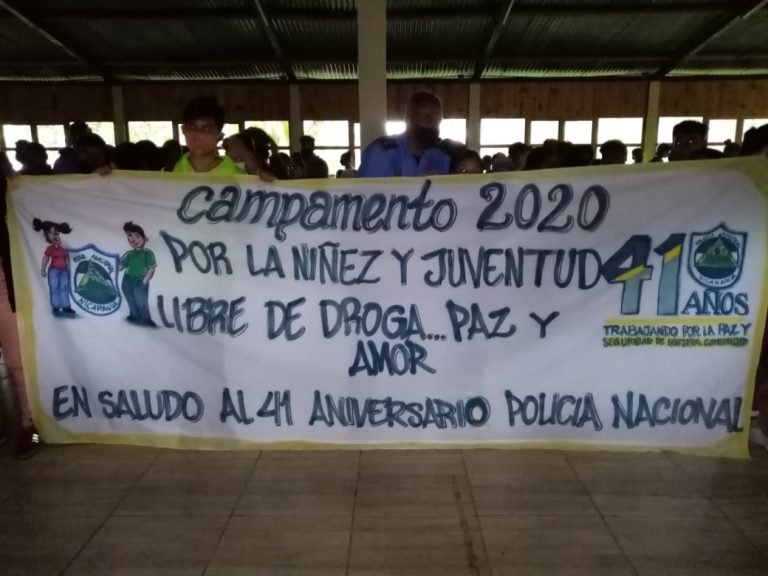 CAMPAMENTO 2020
POR LA NIÑEZ Y JUVENTUD
LIBRE DE DROGA... PAZ Y
AMOR
EN SALUDO AL 41 ANIVERSARIO POLICIA NACIONAL
NICARAGUA
41
AÑOS
TRABAJANDO POR LA PAZ Y
SEGURIDAD DE NUESTRA COMUNIDAD